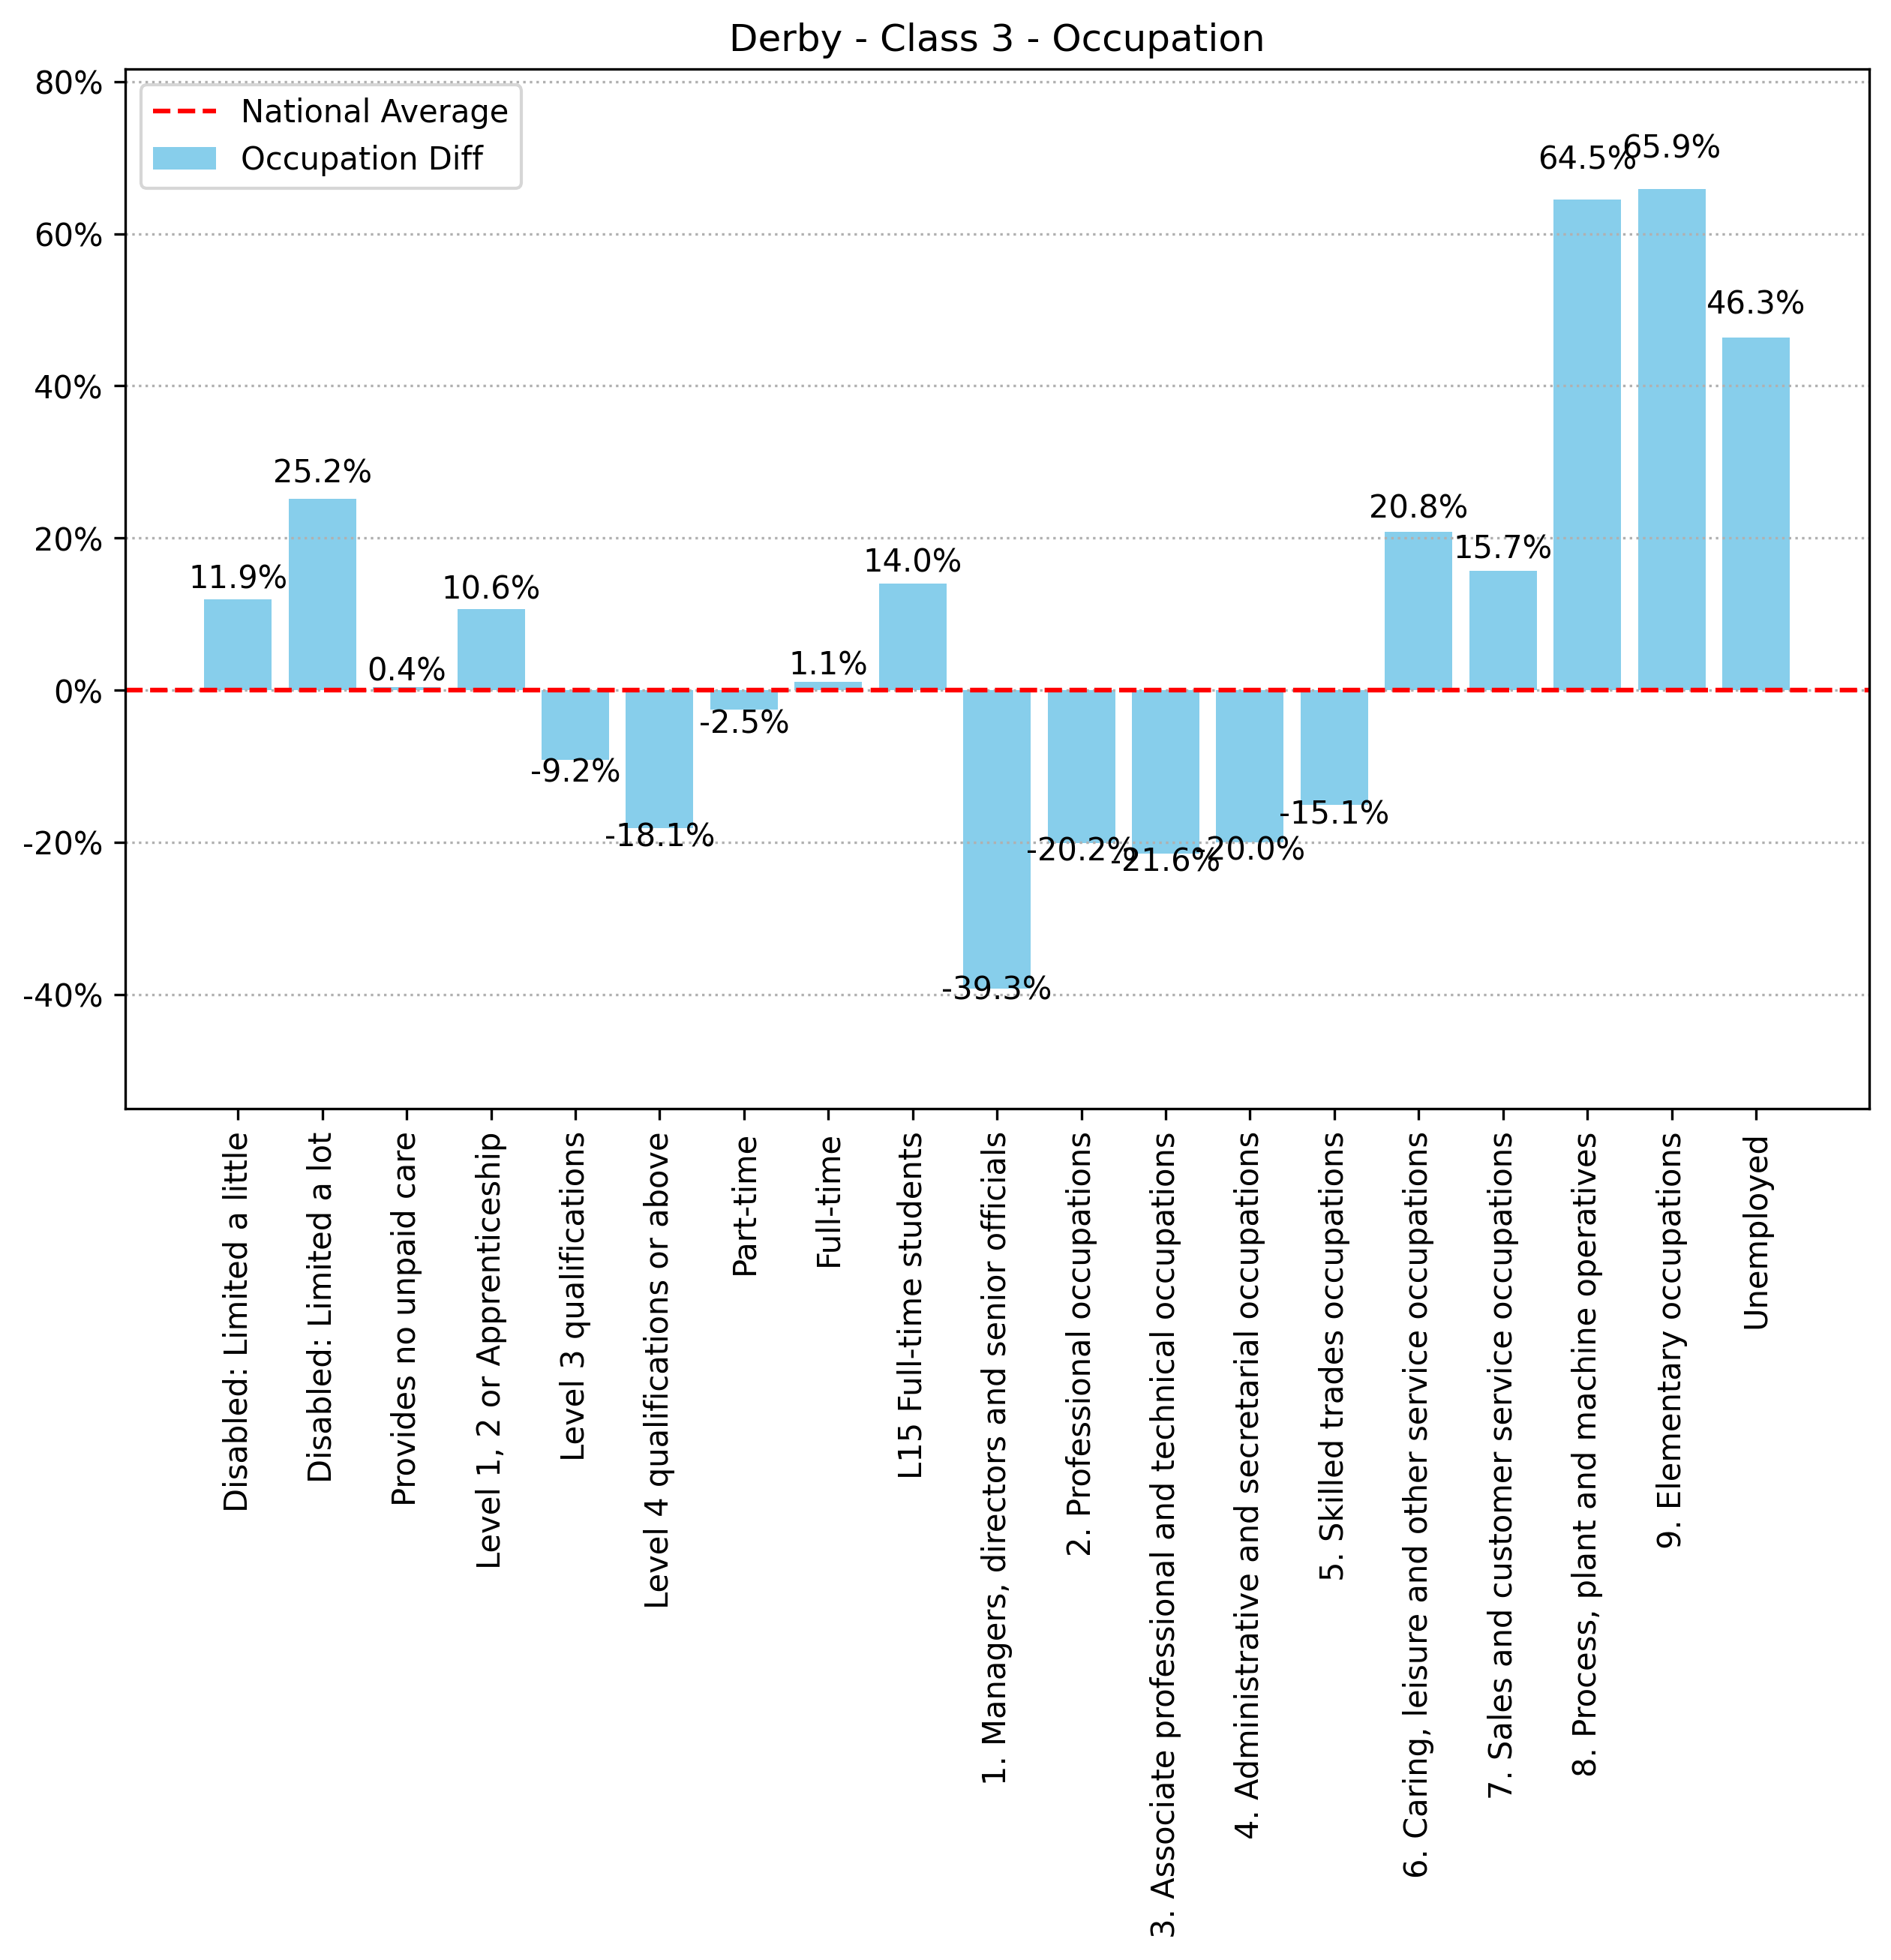 Derby - Class 3 - Occupation
National Average
Occupation Diff
80%
60%
40%
20%
0%
-20%
-40%
11.9%
25.2%
0.4%
10.6%
-9.2%
-18.1%
-2.5%
1.1%
14.0%
-39.3%
-20.2%
-21.6%
-20.0%
-15.1%
20.8%
15.7%
64.5%
65.9%
46.3%
Disabled: Limited a little
Disabled: Limited a lot
Provides no unpaid care
Level 1, 2 or Apprenticeship
Level 3 qualifications
Level 4 qualifications or above
Part-time
Full-time
L15 Full-time students
1. Managers, directors and senior officials
2. Professional occupations
3. Associate professional and technical occupations
4. Administrative and secretarial occupations
5. Skilled trades occupations
6. Caring, leisure and other service occupations
7. Sales and customer service occupations
8. Process, plant and machine operatives
9. Elementary occupations
Unemployed